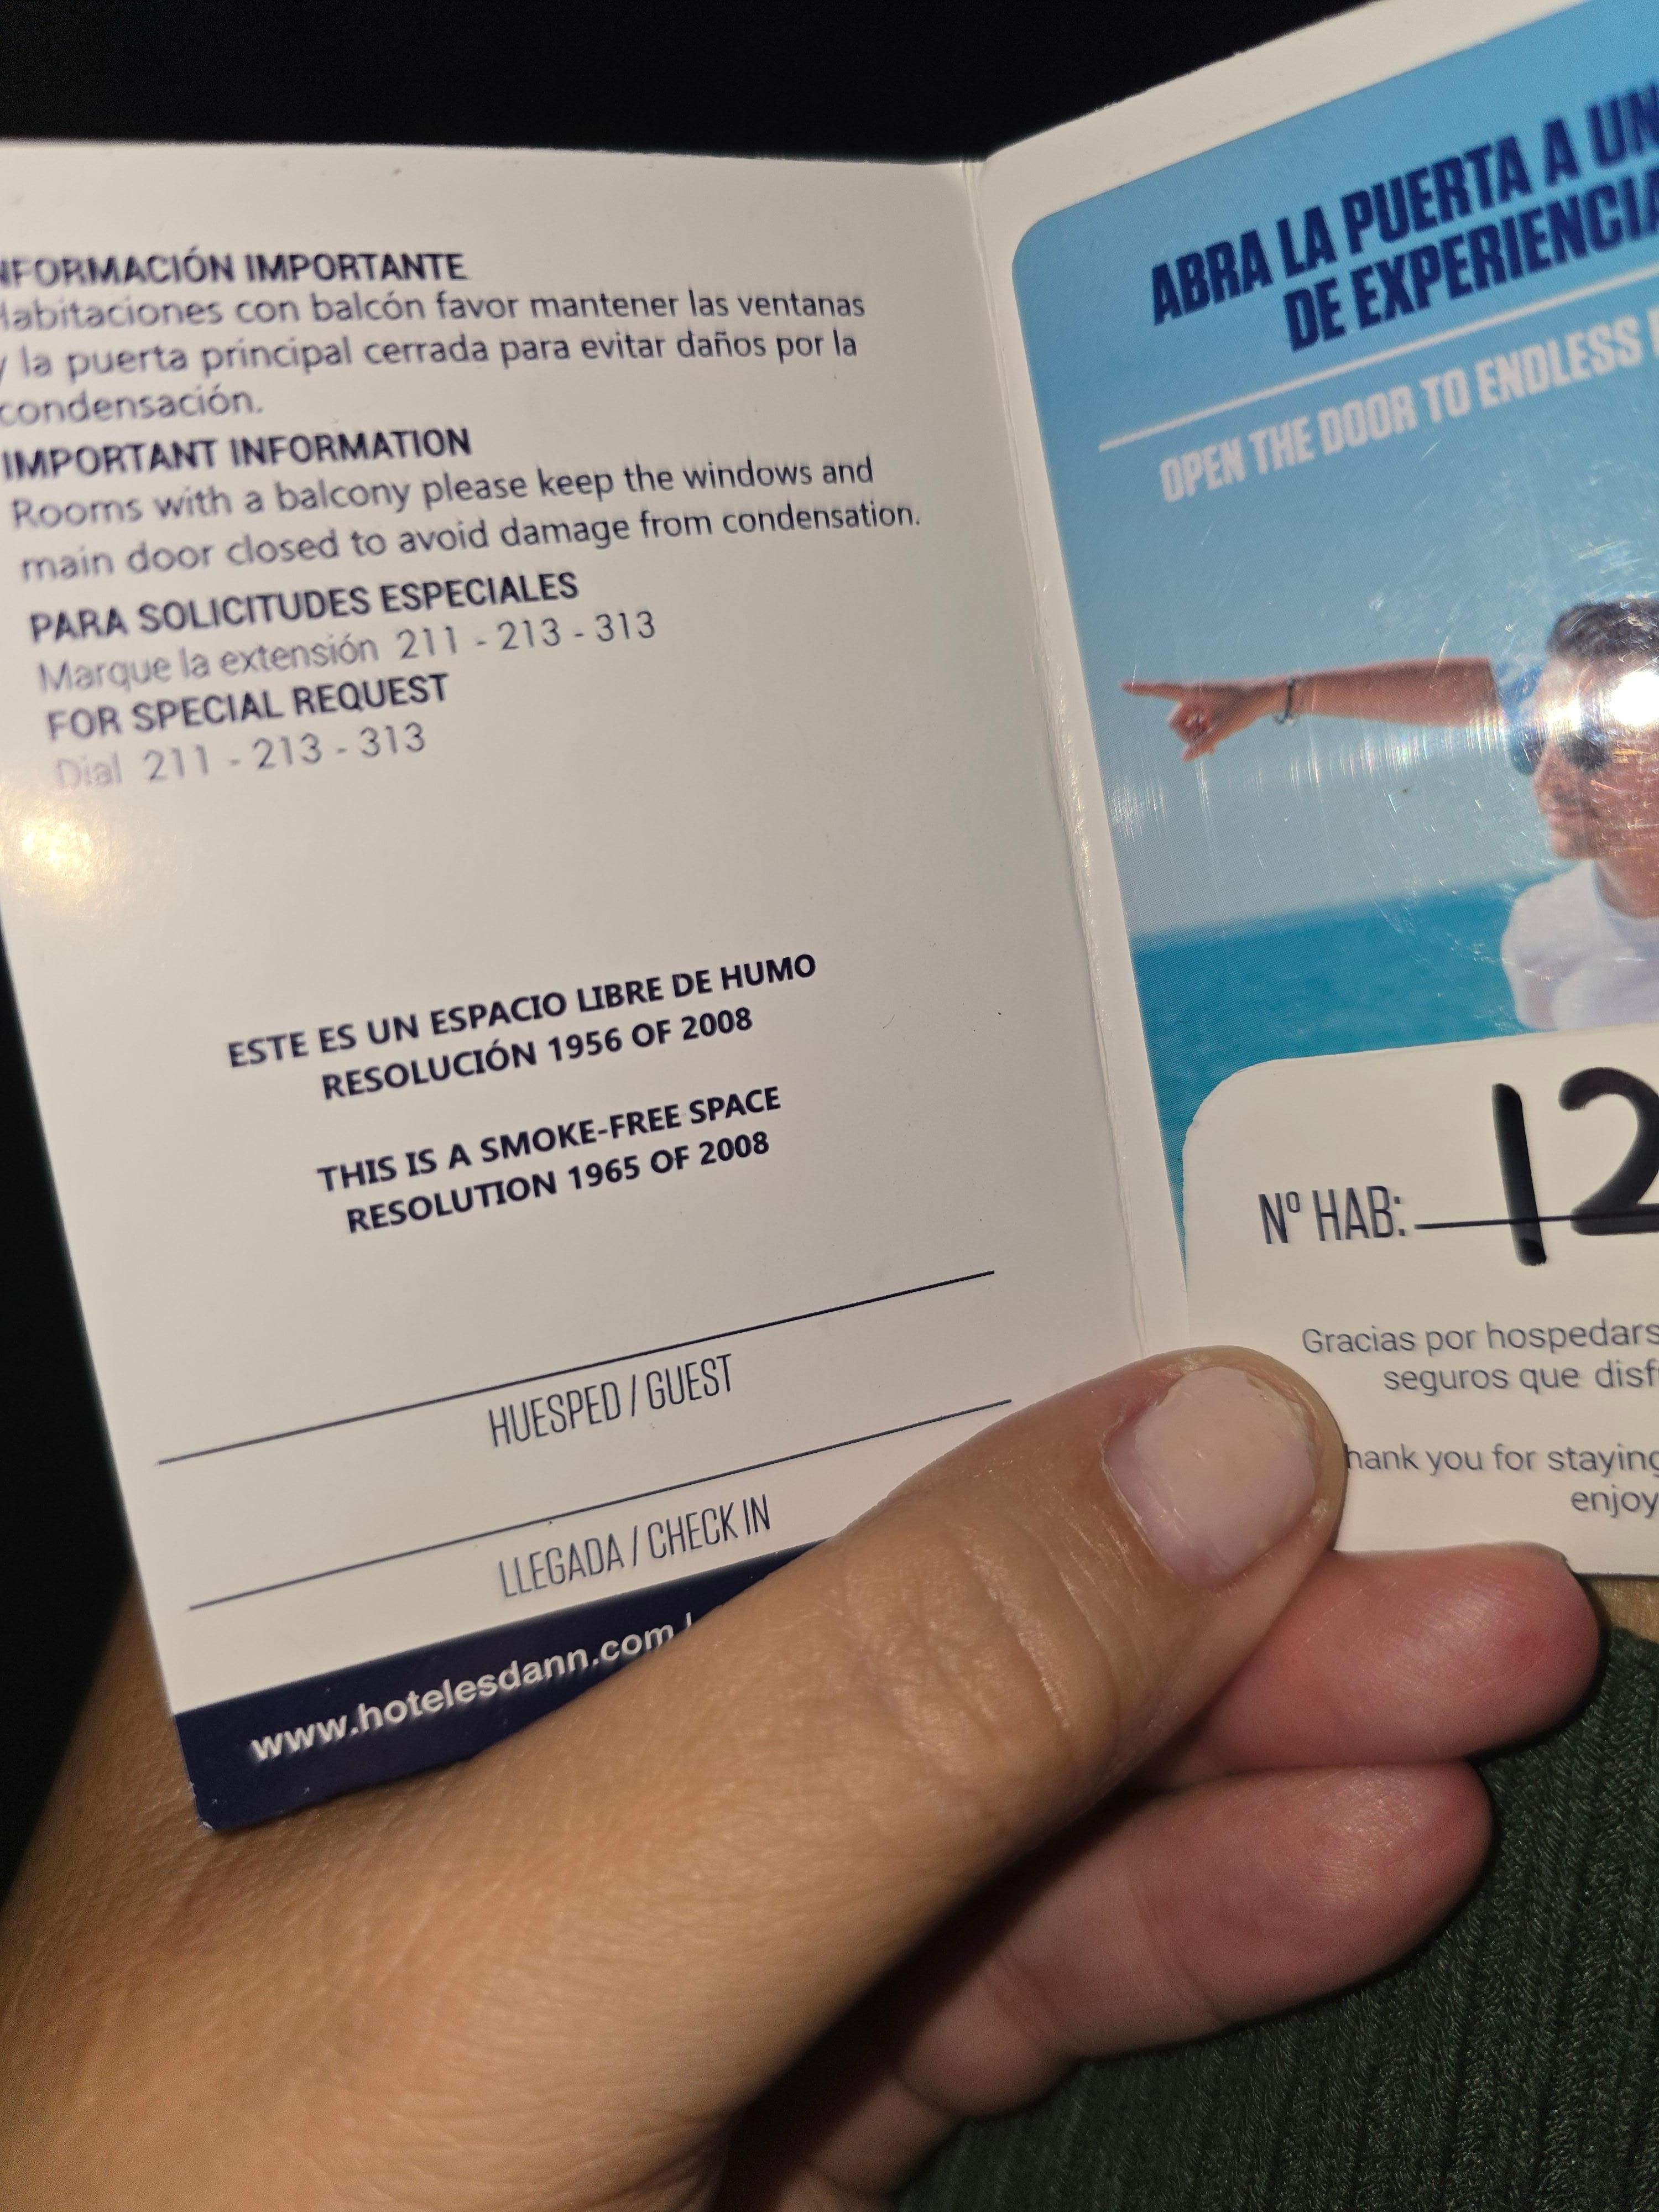 NFORMACIÓN IMPORTANTE
Habitaciones con balcón favor mantener las ventanas
y la puerta principal cerrada para evitar daños por la
condensación.
IMPORTANT INFORMATION
Rooms with a balcony please keep the windows and
main door closed to avoid damage from condensation.
PARA SOLICITUDES ESPECIALES
Marque la extensión 211 - 213 - 313
FOR SPECIAL REQUEST
Dial 211 - 213 - 313
ESTE ES UN ESPACIO LIBRE DE HUMO
RESOLUCIÓN 1956 OF 2008
THIS IS A SMOKE-FREE SPACE
RESOLUTION 1965 OF 2008
HUESPED / GUEST
LLEGADA / CHECK IN
www.hotelesdann.com
ABRA LA PUERTA A UN
DE EXPERIENCIA
OPEN THE DOOR TO ENDLESS
Nº HAB: 12
Gracias por hospedars
seguros que disf
hank you for staying
enjoy